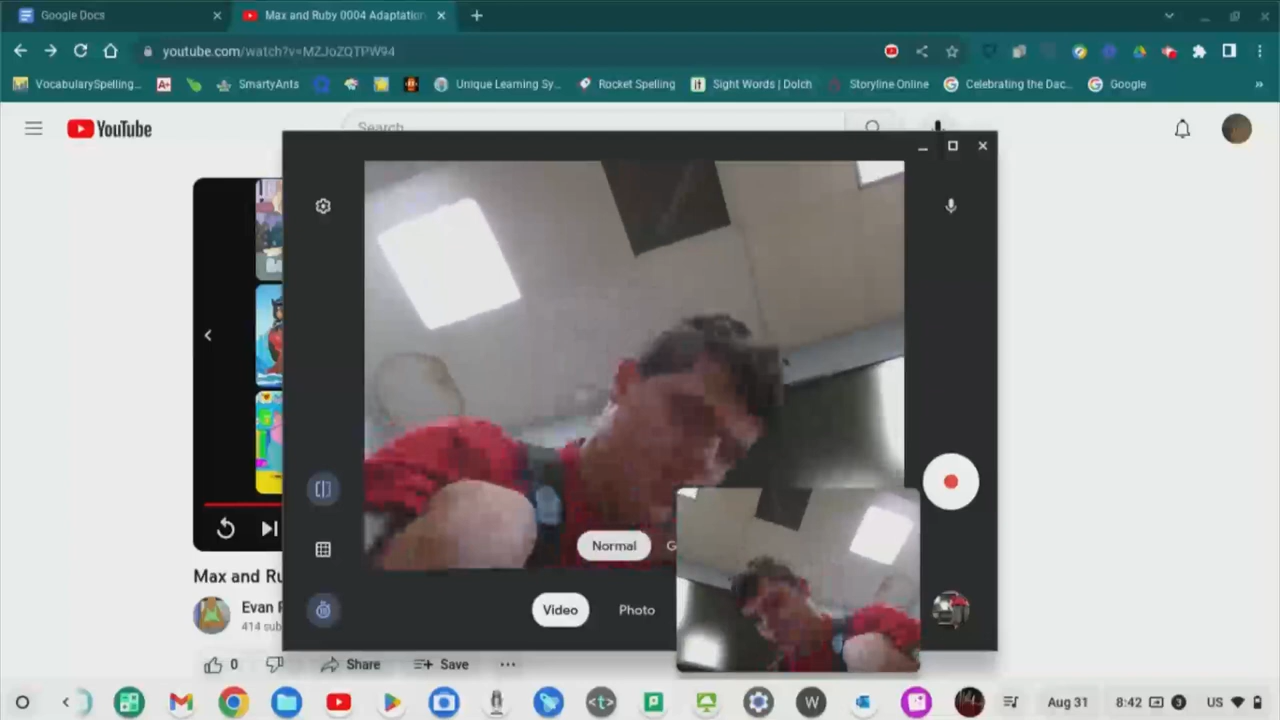 Google Docs
Max and Ruby 0004 Adaptation
youtube.com/watch?v=MZJoZQTPW94
VocabularySpelling...
A+
SmartyAnts
Unique Learning Sy...
Rocket Spelling
Sight Words | Dolch
Storyline Online
Celebrating the Dac...
Google
YouTube
Search
Normal
G
Max and Ru
Evan
414 sub
Video
Photo
0
Share
Save
W
Aug 31
8:42
3
US